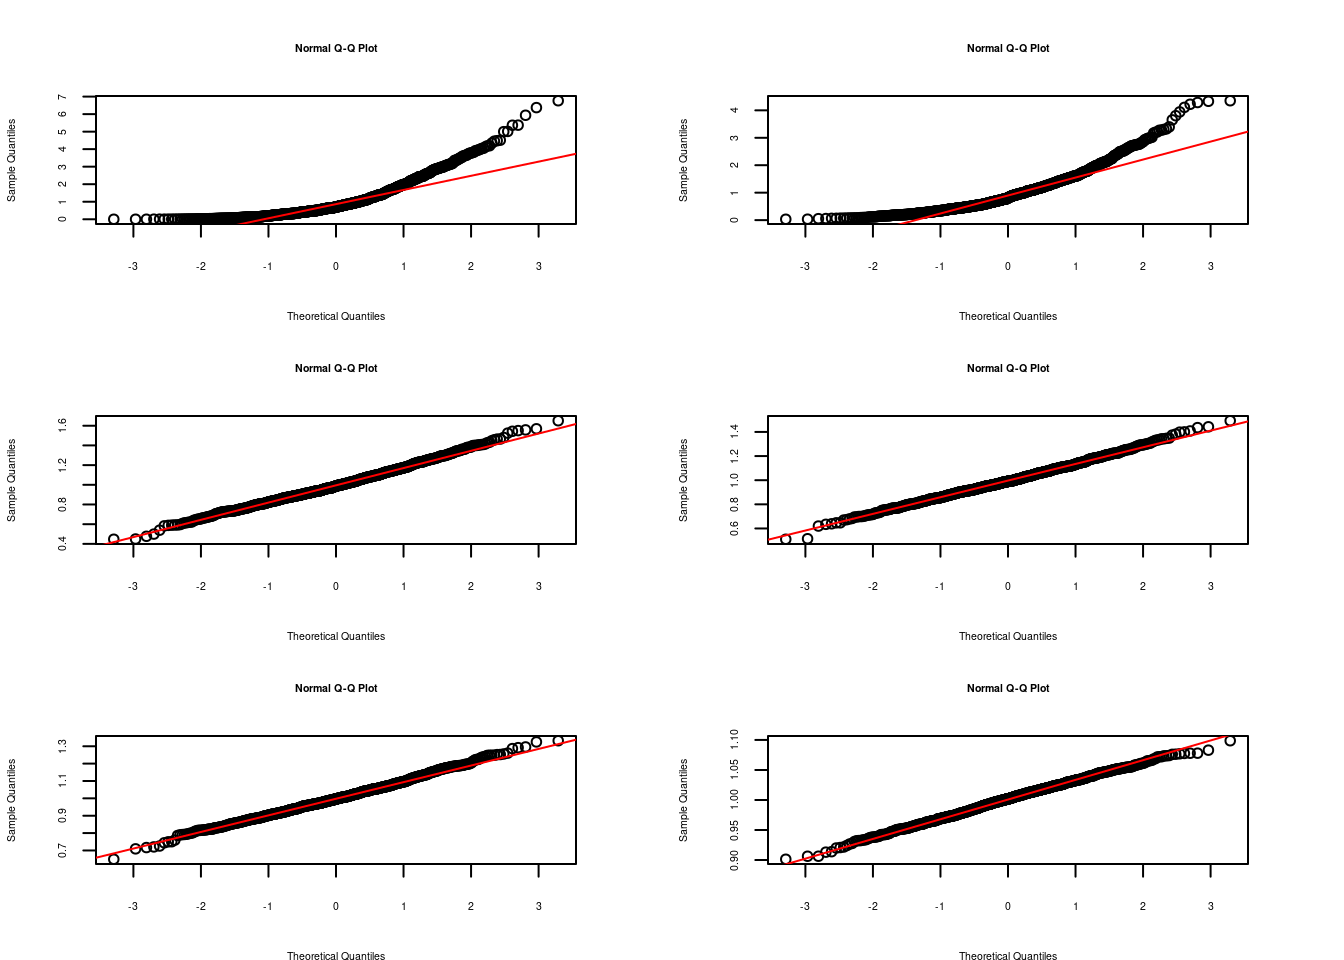 Normal Q-Q Plot
Sample Quantiles
0 1 2 3 4 5 6 7
-3 -2 -1 0 1 2 3
Theoretical Quantiles
Normal Q-Q Plot
Sample Quantiles
0 1 2 3 4
-3 -2 -1 0 1 2 3
Theoretical Quantiles
Normal Q-Q Plot
Sample Quantiles
0.4 0.8 1.2 1.6
-3 -2 -1 0 1 2 3
Theoretical Quantiles
Normal Q-Q Plot
Sample Quantiles
0.6 0.8 1.0 1.2 1.4
-3 -2 -1 0 1 2 3
Theoretical Quantiles
Normal Q-Q Plot
Sample Quantiles
0.7 0.9 1.1 1.3
-3 -2 -1 0 1 2 3
Theoretical Quantiles
Normal Q-Q Plot
Sample Quantiles
0.90 0.95 1.00 1.05 1.10
-3 -2 -1 0 1 2 3
Theoretical Quantiles